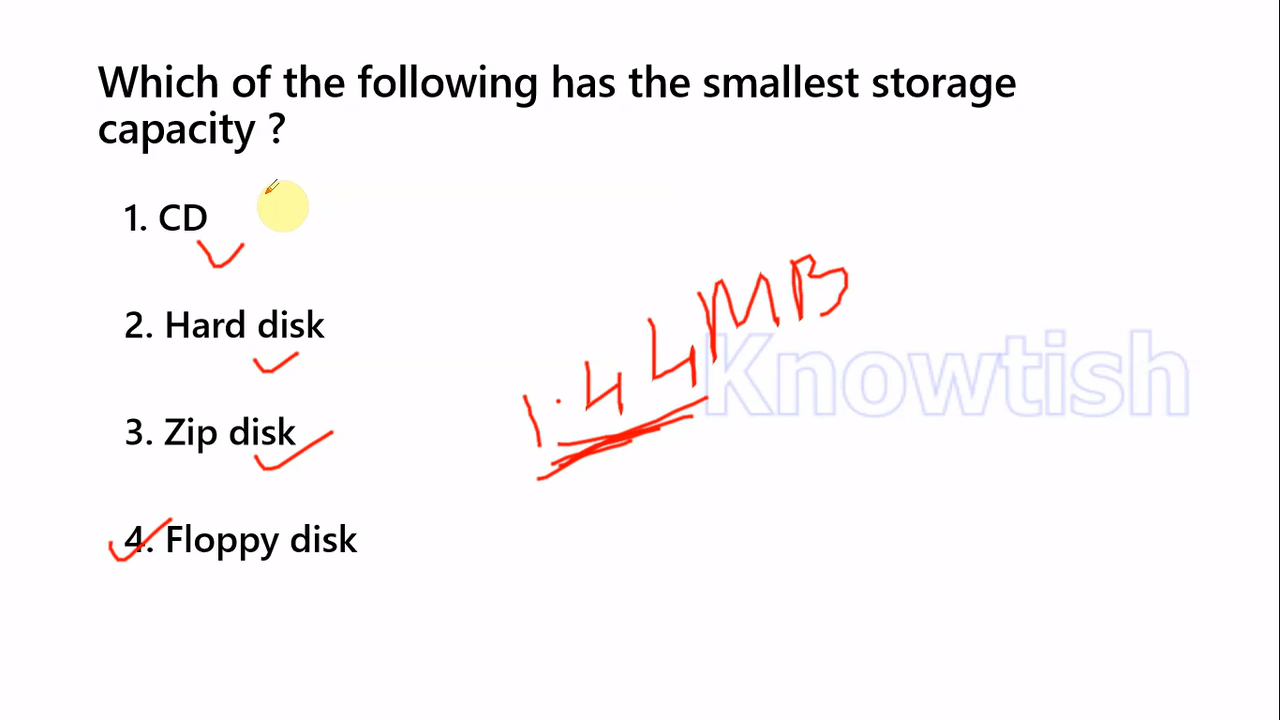 Which of the following has the smallest storage
capacity ?
1. CD
2. Hard disk
1.44MB
Knowtish
3. Zip disk
4. Floppy disk